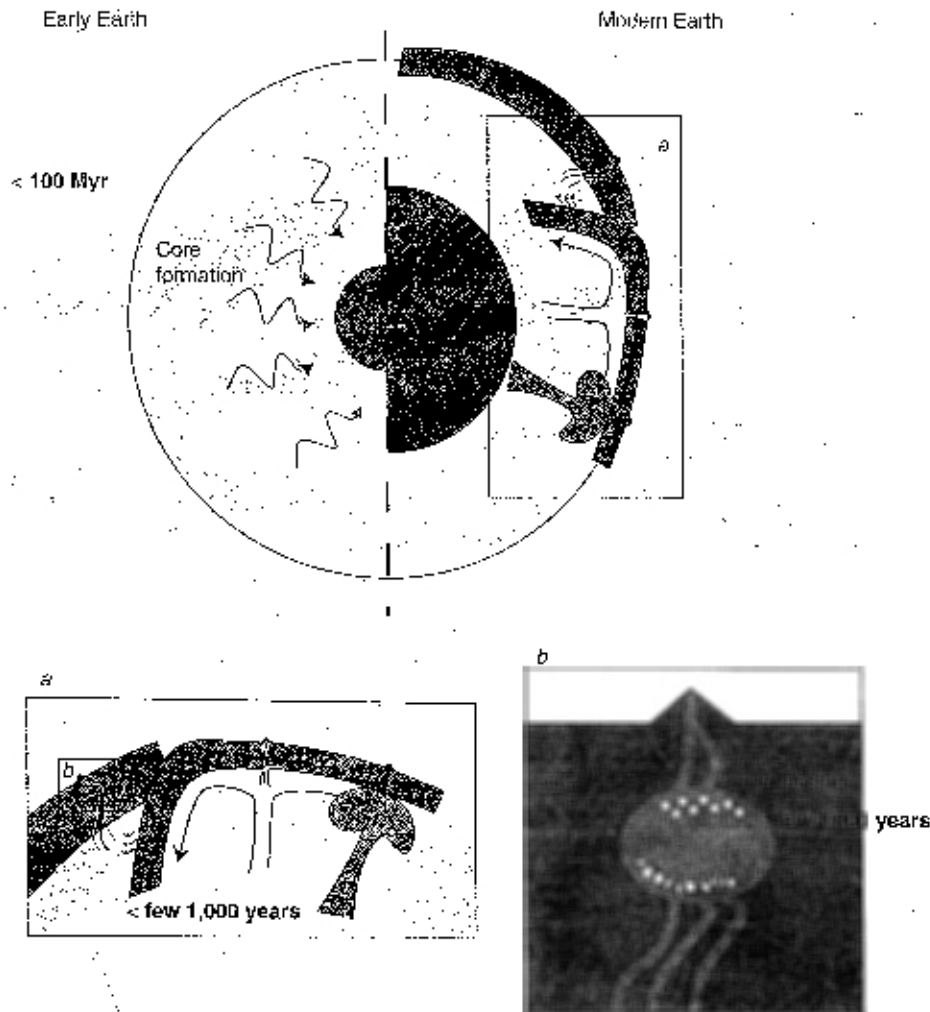 Early Earth
Modern Earth
a
< 100 Myr
Core
formation
a
b
b
< few 1,000 years
years